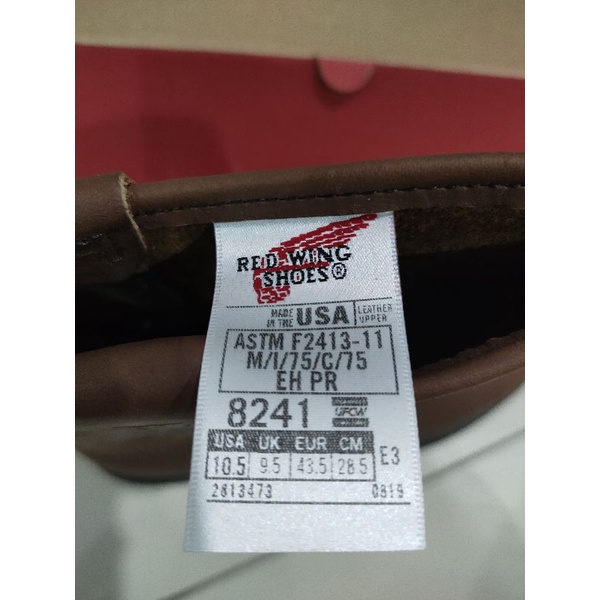 RED WING
SHOES®
MADE IN THE USA LEATHER UPPER
ASTM F2413-11
M/I/75/C/75
EH PR
8241 UFCW
USA UK EUR CM
10.5 9.5 43.5 28.5 E3
2813473 0819